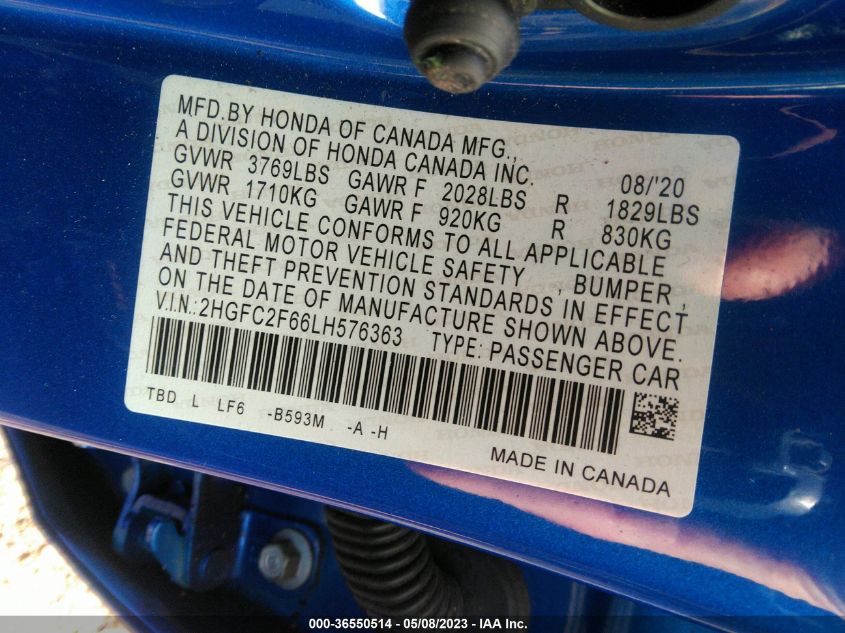 MFD.BY HONDA OF CANADA MFG.,
A DIVISION OF HONDA CANADA INC. 08/'20
GVWR 3769LBS GAWR F 2028LBS R 1829LBS
GVWR 1710KG GAWR F 920KG R 830KG
THIS VEHICLE CONFORMS TO ALL APPLICABLE
FEDERAL MOTOR VEHICLE SAFETY , BUMPER ,
AND THEFT PREVENTION STANDARDS IN EFFECT
ON THE DATE OF MANUFACTURE SHOWN ABOVE.
V.I.N.:2HGFC2F66LH576363 TYPE: PASSENGER CAR
TBD L LF6 -B593M -A -H
MADE IN CANADA
000-36550514 - 05/08/2023 - IAA Inc.